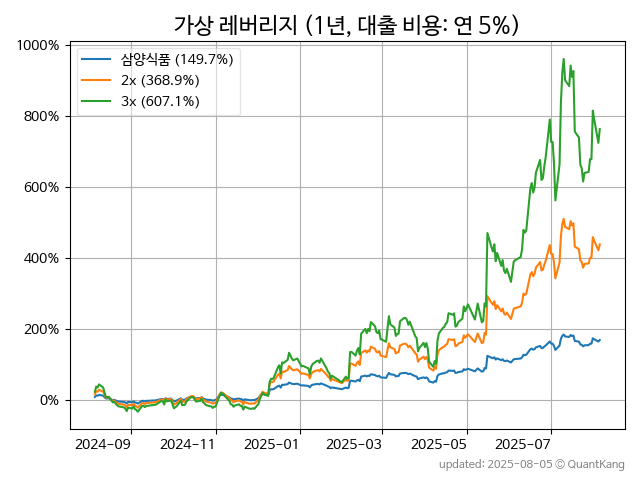 가상 레버리지 (1년, 대출 비용: 연 5%)
삼양식품 (149.7%)
2x (368.9%)
3x (607.1%)
1000%
800%
600%
400%
200%
0%
2024-09
2024-11
2025-01
2025-03
2025-05
2025-07
updated: 2025-08-05 © QuantKang